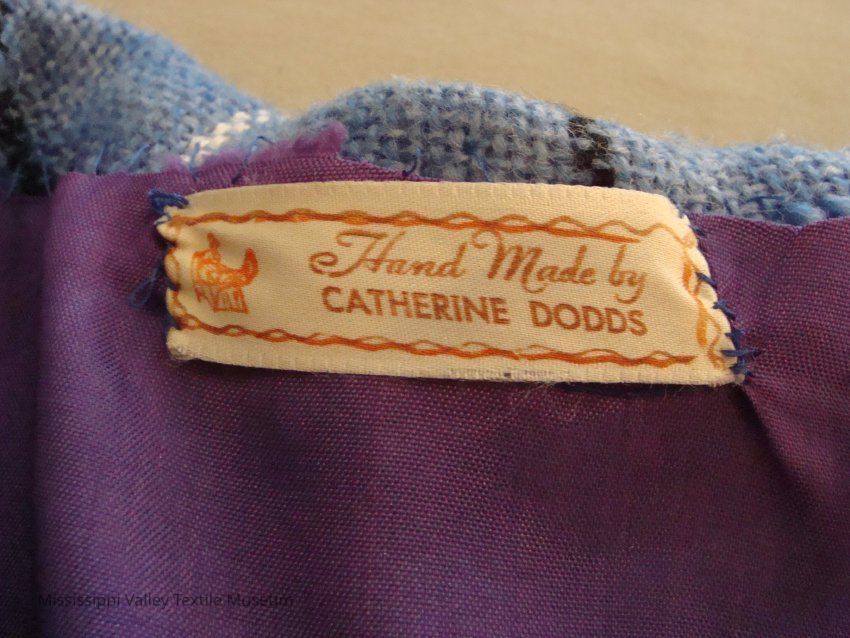 Hand Made by
CATHERINE DODDS
Mississippi Valley Textile Museum